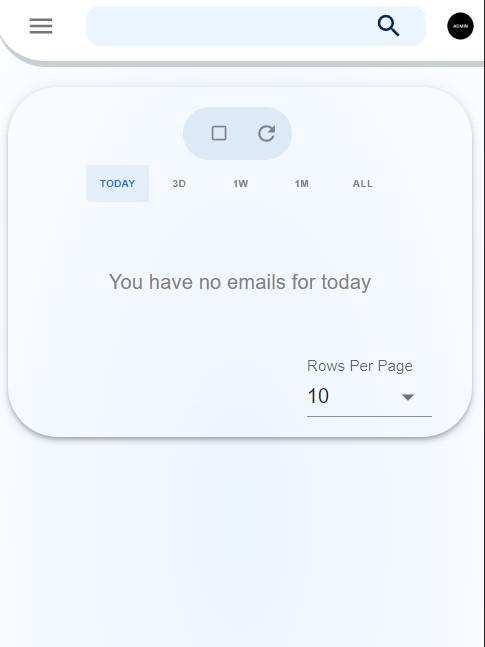 ADMIN
TODAY 3D 1W 1M ALL
You have no emails for today
Rows Per Page
10